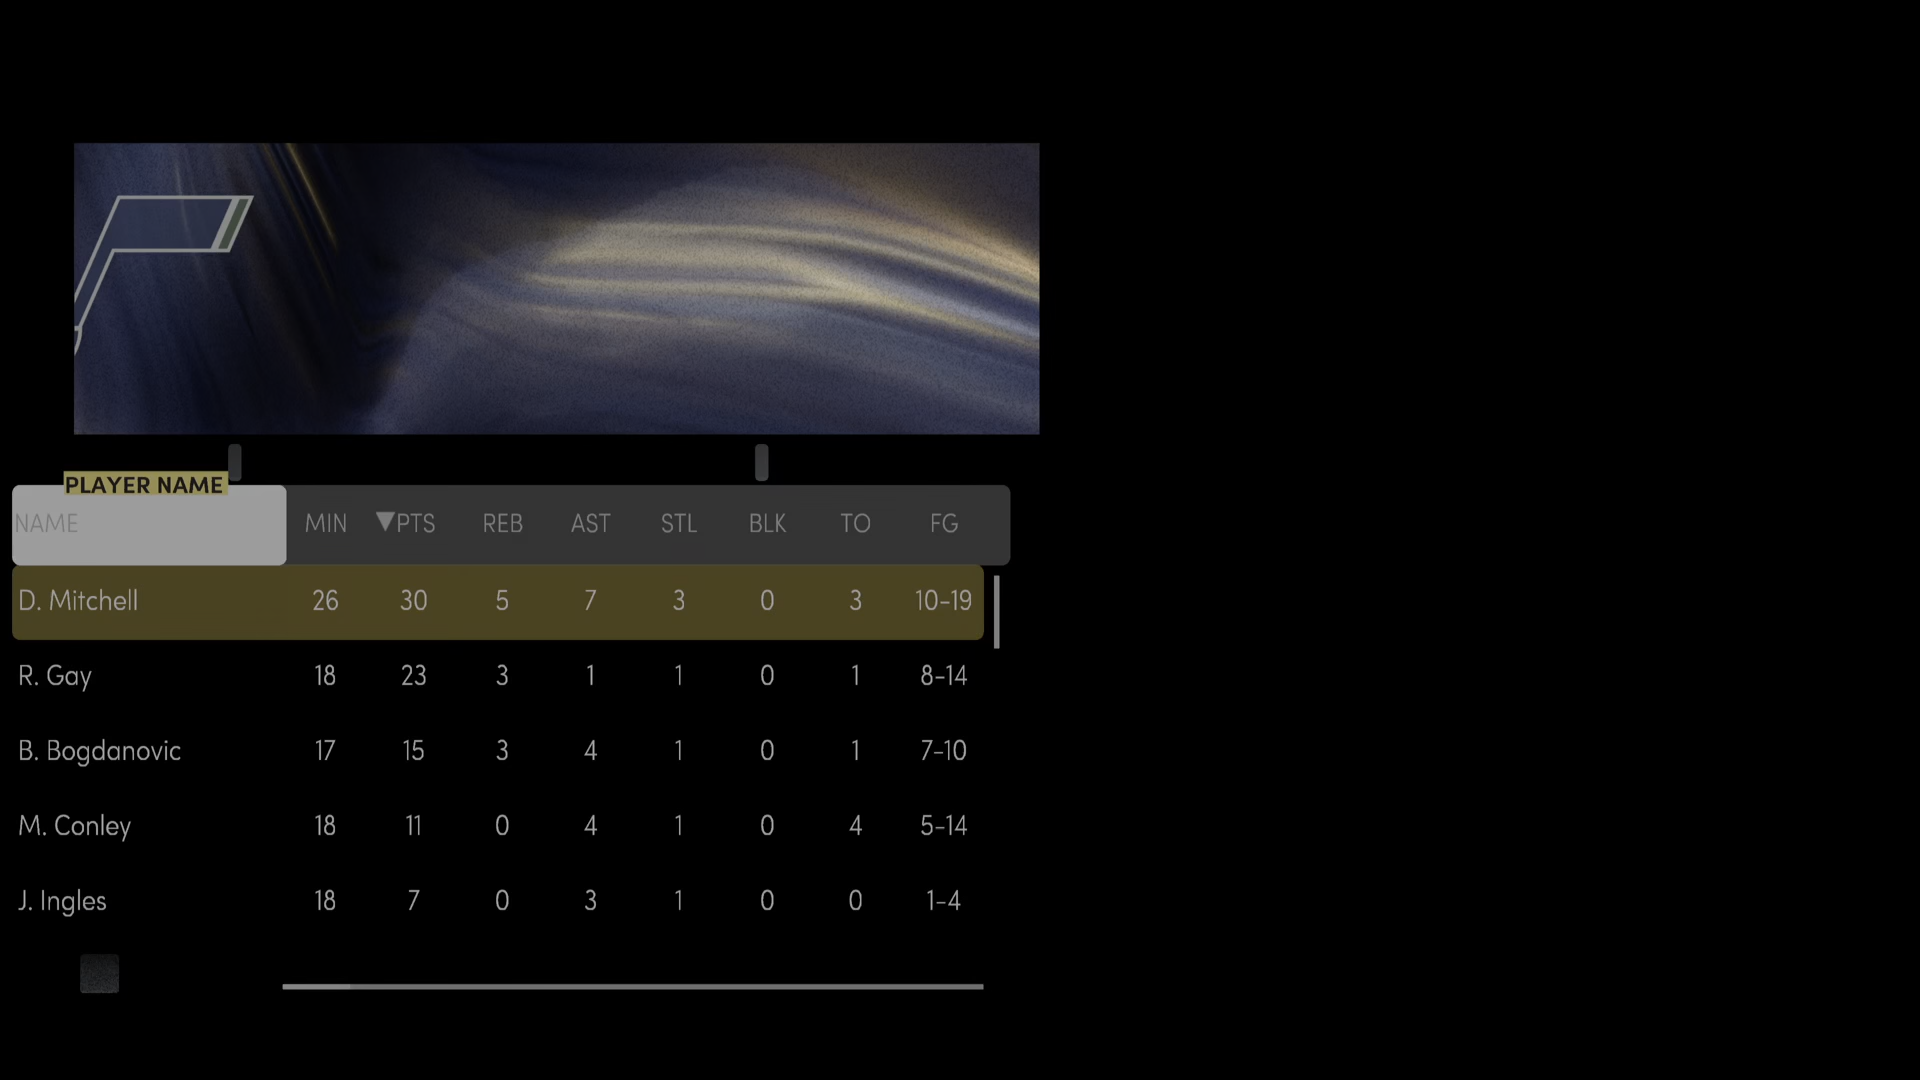 PLAYER NAME
NAME MIN ▼PTS REB AST STL BLK TO FG
D. Mitchell 26 30 5 7 3 0 3 10-19
R. Gay 18 23 3 1 1 0 1 8-14
B. Bogdanovic 17 15 3 4 1 0 1 7-10
M. Conley 18 11 0 4 1 0 4 5-14
J. Ingles 18 7 0 3 1 0 0 1-4